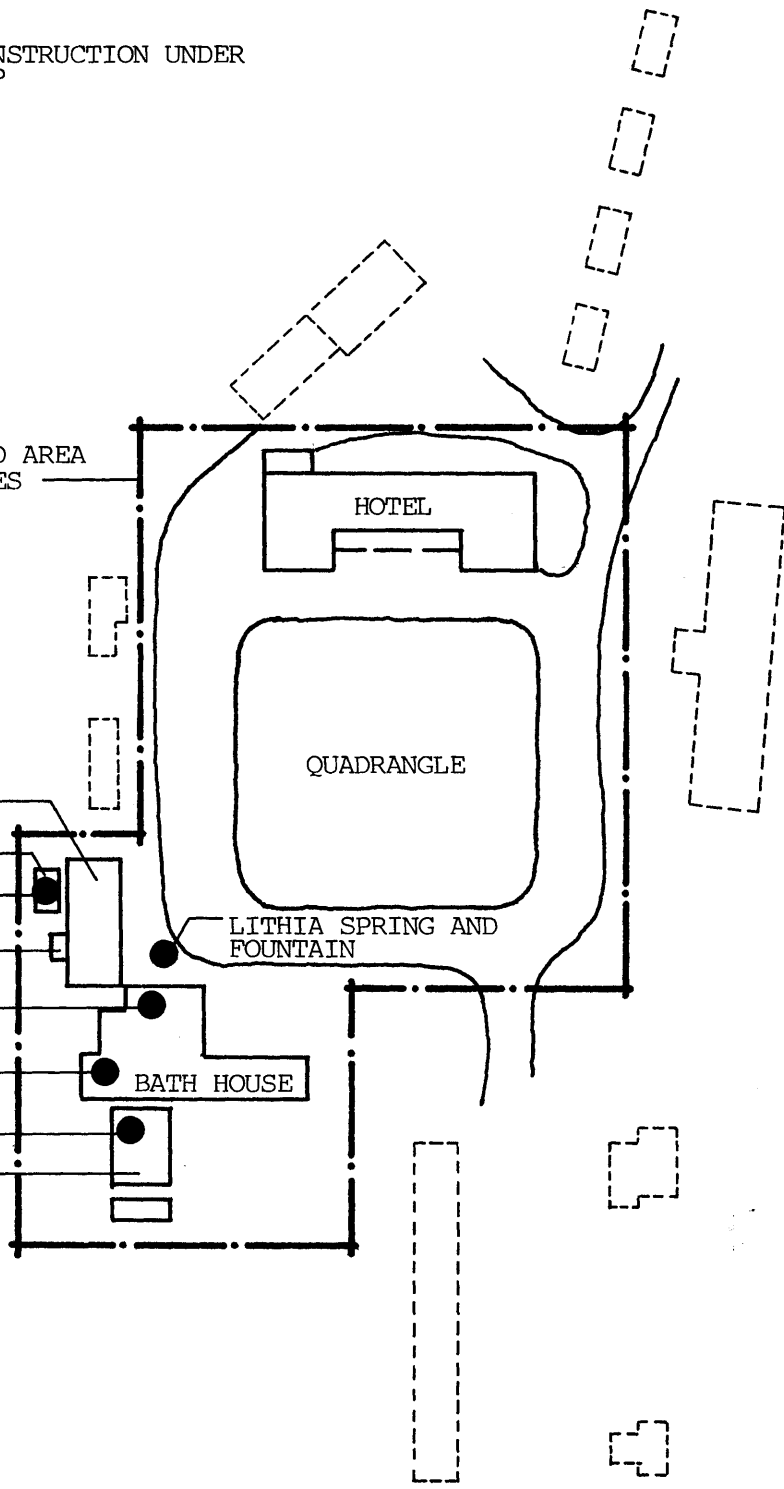 NSTRUCTION UNDER
AREA
ES
HOTEL
QUADRANGLE
LITHIA SPRING AND
FOUNTAIN
BATH HOUSE